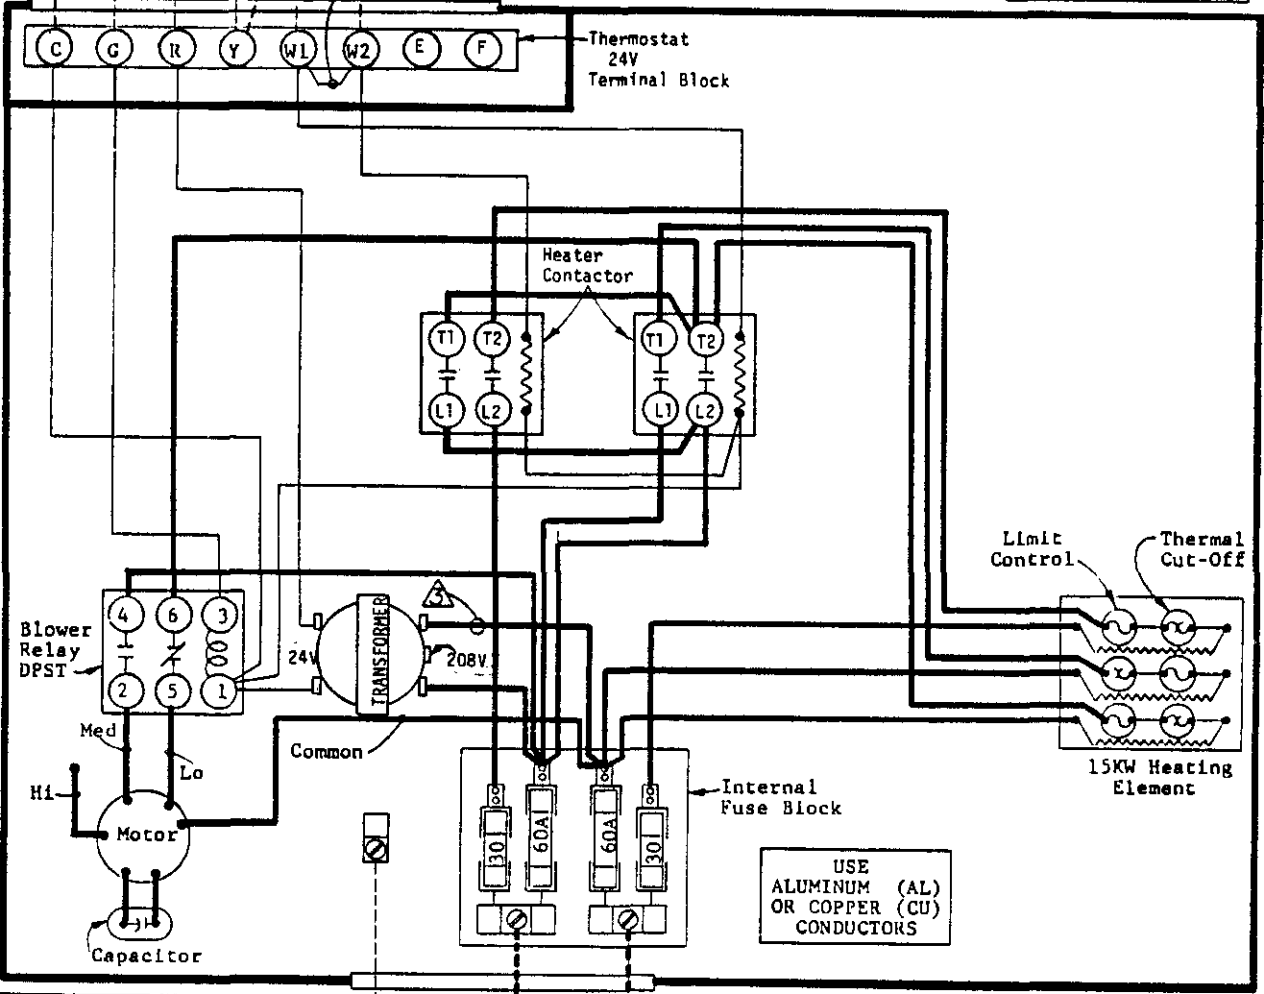 C G R Y W1 W2 E F
Thermostat
24V
Terminal Block
Heater
Contactor
T1 T2
L1 L2
T1 T2
L1 L2
Limit
Control
Thermal
Cut-Off
4 6 3
2 5 1
Blower
Relay
DPST
24V
TRANSFORMER
3
208V
Med
Lo
Hi
Common
Motor
Capacitor
Internal
Fuse Block
30
60A
60A
30
15KW Heating
Element
USE
ALUMINUM (AL)
OR COPPER (CU)
CONDUCTORS